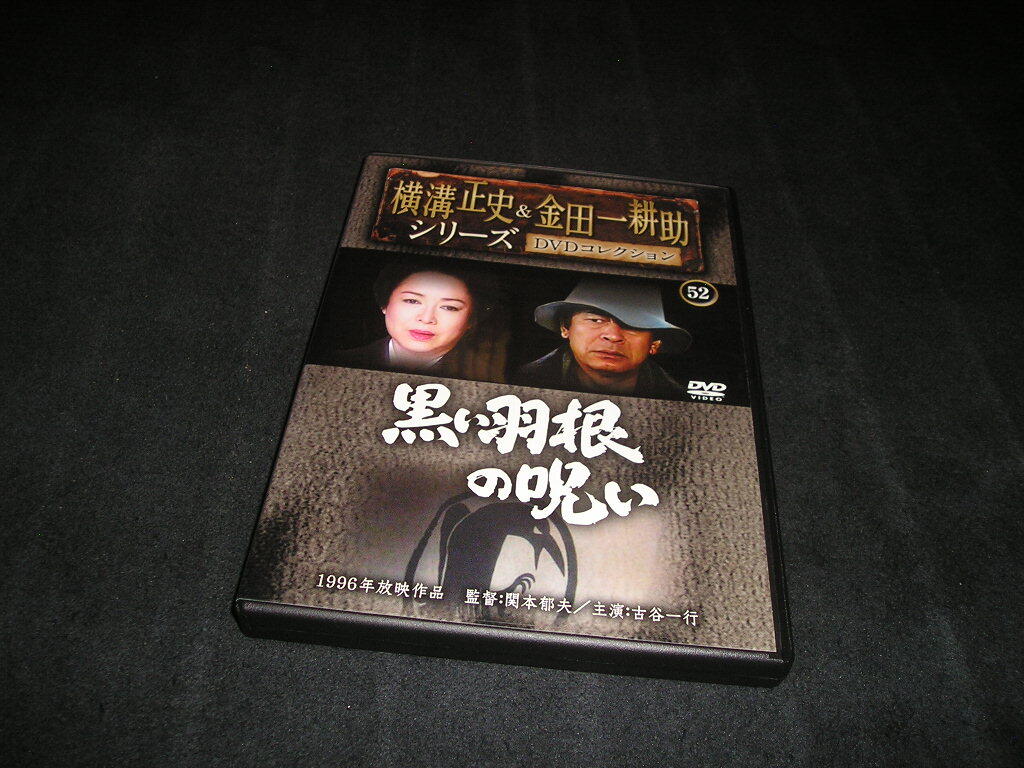 横溝正史&金田一耕助
シリーズ DVDコレクション
52
DVD
VIDEO
黒い羽根
の呪い
1996年放映作品 監督:関本郁夫/主演:古谷一行